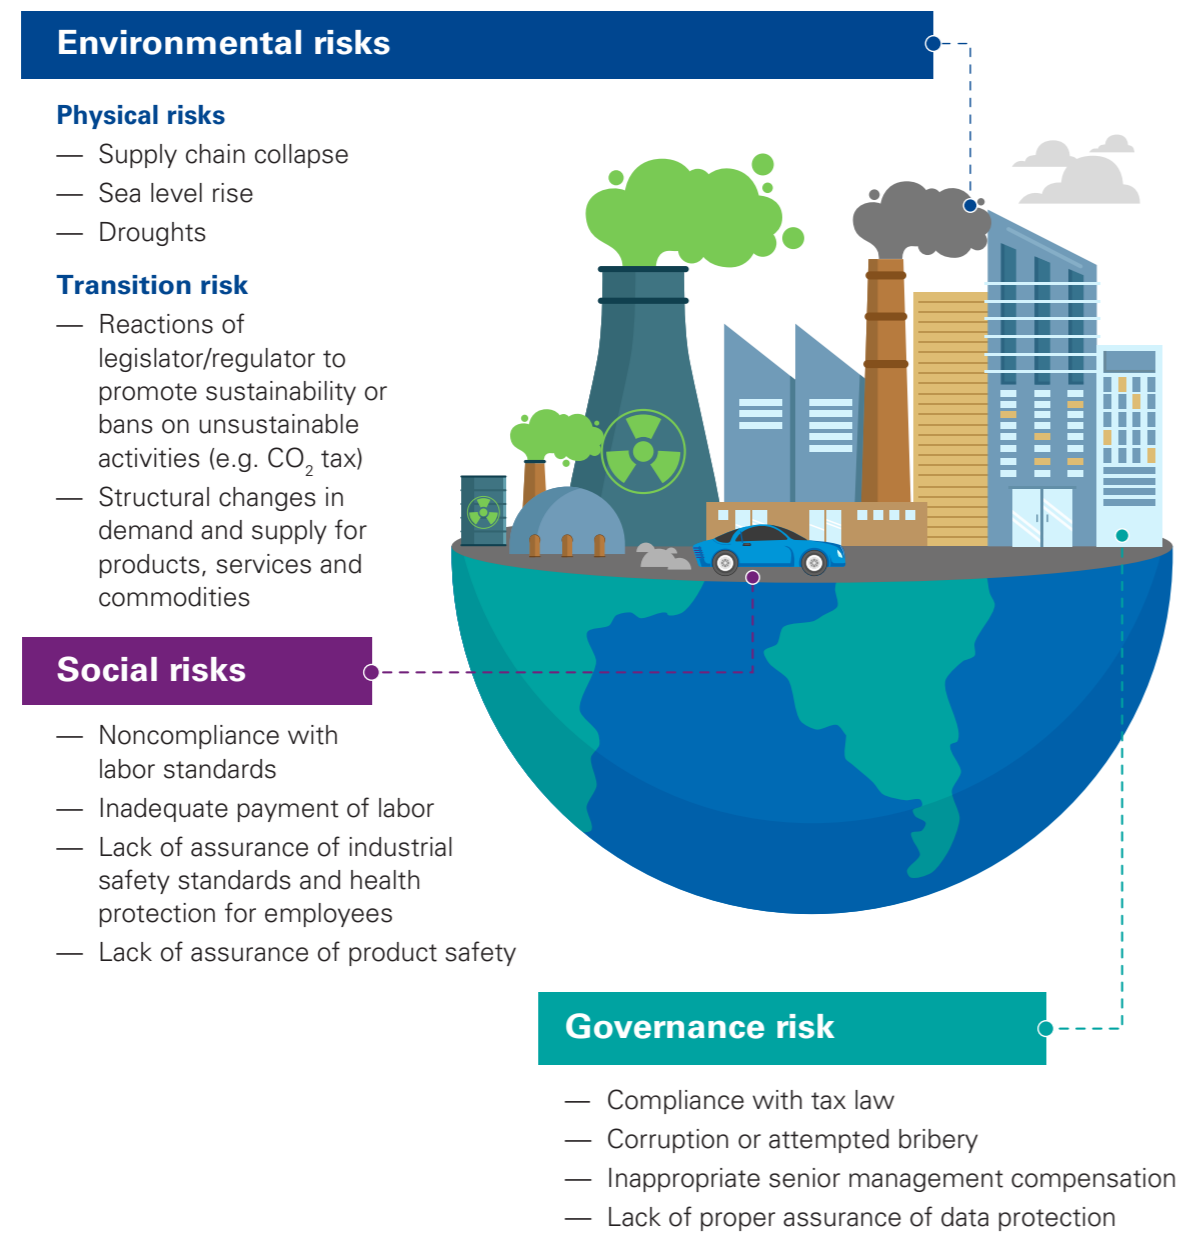 Environmental risks
Physical risks
— Supply chain collapse
— Sea level rise
— Droughts
Transition risk
— Reactions of
legislator/regulator to
promote sustainability or
bans on unsustainable
activities (e.g. CO₂ tax)
— Structural changes in
demand and supply for
products, services and
commodities
Social risks
— Noncompliance with
labor standards
— Inadequate payment of labor
— Lack of assurance of industrial
safety standards and health
protection for employees
— Lack of assurance of product safety
Governance risk
— Compliance with tax law
— Corruption or attempted bribery
— Inappropriate senior management compensation
— Lack of proper assurance of data protection